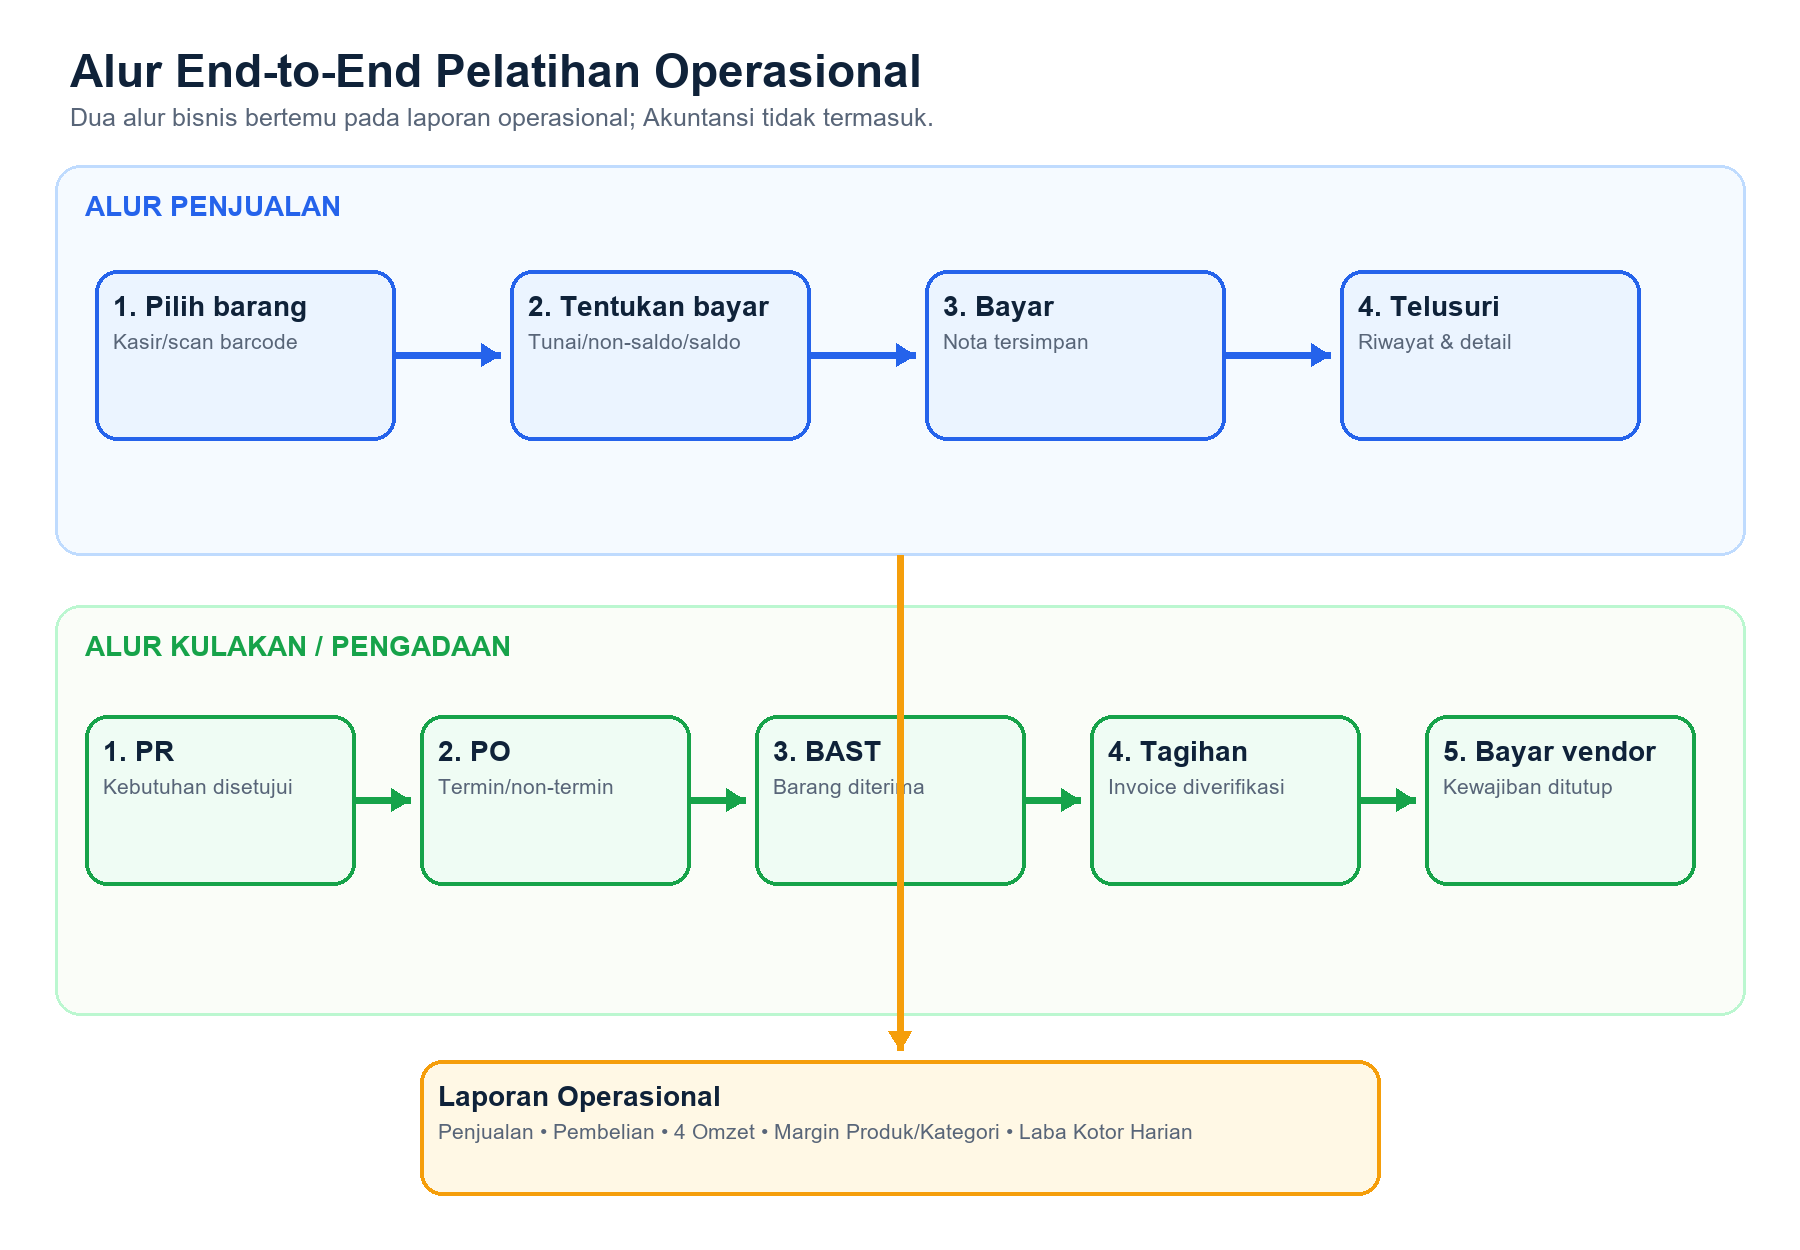 Alur End-to-End Pelatihan Operasional
Dua alur bisnis bertemu pada laporan operasional; Akuntansi tidak termasuk.
ALUR PENJUALAN
1. Pilih barang
Kasir/scan barcode
2. Tentukan bayar
Tunai/non-saldo/saldo
3. Bayar
Nota tersimpan
4. Telusuri
Riwayat & detail
ALUR KULAKAN / PENGADAAN
1. PR
Kebutuhan disetujui
2. PO
Termin/non-termin
3. BAST
Barang diterima
4. Tagihan
Invoice diverifikasi
5. Bayar vendor
Kewajiban ditutup
Laporan Operasional
Penjualan • Pembelian • 4 Omzet • Margin Produk/Kategori • Laba Kotor Harian